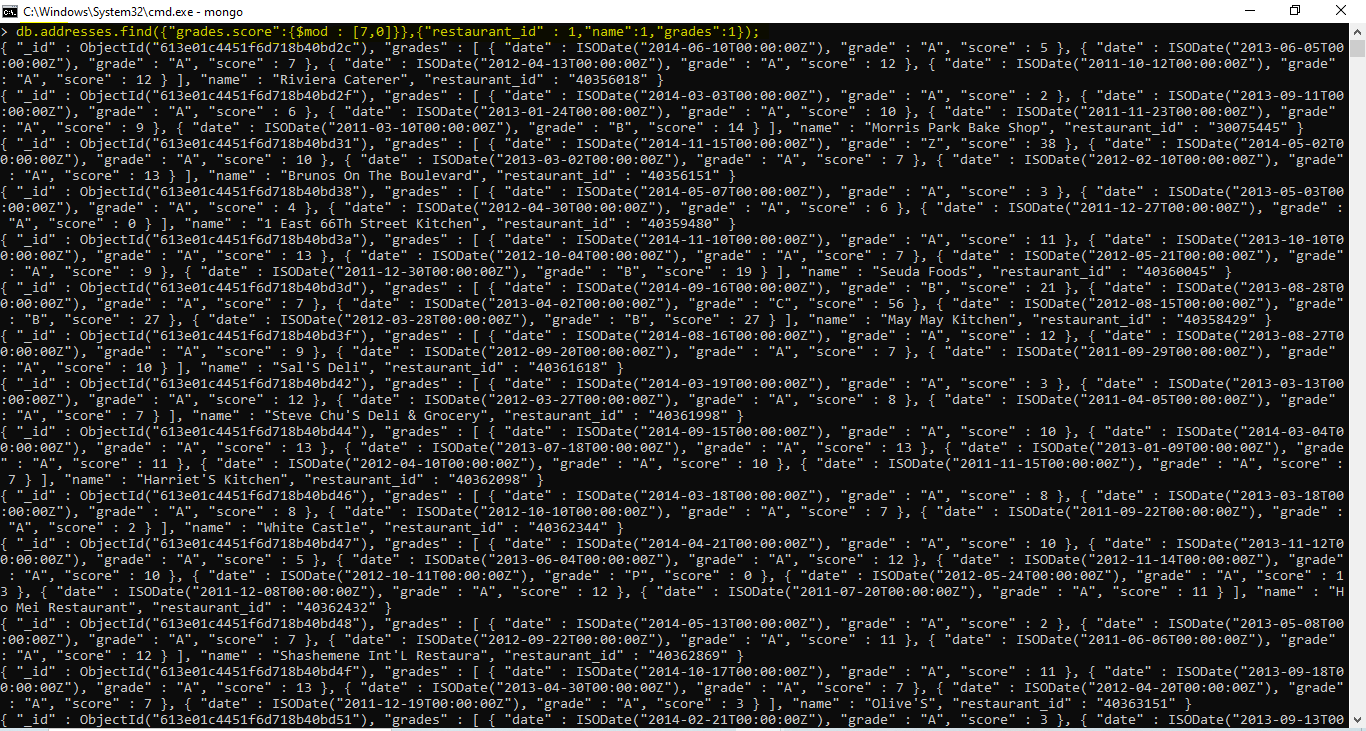 C:\Windows\System32\cmd.exe - mongo
> db.addresses.find({"grades.score":{$mod : [7,0]}},{"restaurant_id" : 1,"name":1,"grades":1});
{ "_id" : ObjectId("613e01c4451f6d718b40bd2c"), "grades" : [ { "date" : ISODate("2014-06-10T00:00:00Z"), "grade" : "A", "score" : 5 }, { "date" : ISODate("2013-06-05T00
:00:00Z"), "grade" : "A", "score" : 7 }, { "date" : ISODate("2012-04-13T00:00:00Z"), "grade" : "A", "score" : 12 }, { "date" : ISODate("2011-10-12T00:00:00Z"), "grade"
: "A", "score" : 12 } ], "name" : "Riviera Caterer", "restaurant_id" : "40356018" }
{ "_id" : ObjectId("613e01c4451f6d718b40bd2f"), "grades" : [ { "date" : ISODate("2014-03-03T00:00:00Z"), "grade" : "A", "score" : 2 }, { "date" : ISODate("2013-09-11T00
:00:00Z"), "grade" : "A", "score" : 6 }, { "date" : ISODate("2013-01-24T00:00:00Z"), "grade" : "A", "score" : 10 }, { "date" : ISODate("2011-11-23T00:00:00Z"), "grade"
: "A", "score" : 9 }, { "date" : ISODate("2011-03-10T00:00:00Z"), "grade" : "B", "score" : 14 } ], "name" : "Morris Park Bake Shop", "restaurant_id" : "30075445" }
{ "_id" : ObjectId("613e01c4451f6d718b40bd31"), "grades" : [ { "date" : ISODate("2014-11-15T00:00:00Z"), "grade" : "Z", "score" : 38 }, { "date" : ISODate("2014-05-02T0
0:00:00Z"), "grade" : "A", "score" : 10 }, { "date" : ISODate("2013-03-02T00:00:00Z"), "grade" : "A", "score" : 7 }, { "date" : ISODate("2012-02-10T00:00:00Z"), "grade"
: "A", "score" : 13 } ], "name" : "Brunos On The Boulevard", "restaurant_id" : "40356151" }
{ "_id" : ObjectId("613e01c4451f6d718b40bd38"), "grades" : [ { "date" : ISODate("2014-05-07T00:00:00Z"), "grade" : "A", "score" : 3 }, { "date" : ISODate("2013-05-03T00
:00:00Z"), "grade" : "A", "score" : 4 }, { "date" : ISODate("2012-04-30T00:00:00Z"), "grade" : "A", "score" : 6 }, { "date" : ISODate("2011-12-27T00:00:00Z"), "grade" :
"A", "score" : 0 } ], "name" : "1 East 66Th Street Kitchen", "restaurant_id" : "40359480" }
{ "_id" : ObjectId("613e01c4451f6d718b40bd3a"), "grades" : [ { "date" : ISODate("2014-11-10T00:00:00Z"), "grade" : "A", "score" : 11 }, { "date" : ISODate("2013-10-10T0
0:00:00Z"), "grade" : "A", "score" : 13 }, { "date" : ISODate("2012-10-04T00:00:00Z"), "grade" : "A", "score" : 7 }, { "date" : ISODate("2012-05-21T00:00:00Z"), "grade"
: "A", "score" : 9 }, { "date" : ISODate("2011-12-30T00:00:00Z"), "grade" : "B", "score" : 19 } ], "name" : "Seuda Foods", "restaurant_id" : "40360045" }
{ "_id" : ObjectId("613e01c4451f6d718b40bd3d"), "grades" : [ { "date" : ISODate("2014-09-16T00:00:00Z"), "grade" : "B", "score" : 21 }, { "date" : ISODate("2013-08-28T0
0:00:00Z"), "grade" : "A", "score" : 7 }, { "date" : ISODate("2013-04-02T00:00:00Z"), "grade" : "C", "score" : 56 }, { "date" : ISODate("2012-08-15T00:00:00Z"), "grade"
: "B", "score" : 27 }, { "date" : ISODate("2012-03-28T00:00:00Z"), "grade" : "B", "score" : 27 } ], "name" : "May May Kitchen", "restaurant_id" : "40358429" }
{ "_id" : ObjectId("613e01c4451f6d718b40bd3f"), "grades" : [ { "date" : ISODate("2014-08-16T00:00:00Z"), "grade" : "A", "score" : 12 }, { "date" : ISODate("2013-08-27T0
0:00:00Z"), "grade" : "A", "score" : 9 }, { "date" : ISODate("2012-09-20T00:00:00Z"), "grade" : "A", "score" : 7 }, { "date" : ISODate("2011-09-29T00:00:00Z"), "grade"
: "A", "score" : 10 } ], "name" : "Sal'S Deli", "restaurant_id" : "40361618" }
{ "_id" : ObjectId("613e01c4451f6d718b40bd42"), "grades" : [ { "date" : ISODate("2014-03-19T00:00:00Z"), "grade" : "A", "score" : 3 }, { "date" : ISODate("2013-03-13T00
:00:00Z"), "grade" : "A", "score" : 12 }, { "date" : ISODate("2012-03-27T00:00:00Z"), "grade" : "A", "score" : 8 }, { "date" : ISODate("2011-04-05T00:00:00Z"), "grade"
: "A", "score" : 7 } ], "name" : "Steve Chu'S Deli & Grocery", "restaurant_id" : "40361998" }
{ "_id" : ObjectId("613e01c4451f6d718b40bd44"), "grades" : [ { "date" : ISODate("2014-09-15T00:00:00Z"), "grade" : "A", "score" : 10 }, { "date" : ISODate("2014-03-04T0
0:00:00Z"), "grade" : "A", "score" : 13 }, { "date" : ISODate("2013-07-18T00:00:00Z"), "grade" : "A", "score" : 13 }, { "date" : ISODate("2013-01-09T00:00:00Z"), "grade
" : "A", "score" : 11 }, { "date" : ISODate("2012-04-10T00:00:00Z"), "grade" : "A", "score" : 10 }, { "date" : ISODate("2011-11-15T00:00:00Z"), "grade" : "A", "score" :
7 } ], "name" : "Harriet'S Kitchen", "restaurant_id" : "40362098" }
{ "_id" : ObjectId("613e01c4451f6d718b40bd46"), "grades" : [ { "date" : ISODate("2014-03-18T00:00:00Z"), "grade" : "A", "score" : 8 }, { "date" : ISODate("2013-03-18T00
:00:00Z"), "grade" : "A", "score" : 8 }, { "date" : ISODate("2012-10-10T00:00:00Z"), "grade" : "A", "score" : 7 }, { "date" : ISODate("2011-09-22T00:00:00Z"), "grade" :
"A", "score" : 2 } ], "name" : "White Castle", "restaurant_id" : "40362344" }
{ "_id" : ObjectId("613e01c4451f6d718b40bd47"), "grades" : [ { "date" : ISODate("2014-04-21T00:00:00Z"), "grade" : "A", "score" : 10 }, { "date" : ISODate("2013-11-12T0
0:00:00Z"), "grade" : "A", "score" : 5 }, { "date" : ISODate("2013-06-04T00:00:00Z"), "grade" : "A", "score" : 12 }, { "date" : ISODate("2012-11-14T00:00:00Z"), "grade"
: "A", "score" : 10 }, { "date" : ISODate("2012-10-11T00:00:00Z"), "grade" : "P", "score" : 0 }, { "date" : ISODate("2012-05-24T00:00:00Z"), "grade" : "A", "score" : 1
3 }, { "date" : ISODate("2011-12-08T00:00:00Z"), "grade" : "A", "score" : 12 }, { "date" : ISODate("2011-07-20T00:00:00Z"), "grade" : "A", "score" : 11 } ], "name" : "H
o Mei Restaurant", "restaurant_id" : "40362432" }
{ "_id" : ObjectId("613e01c4451f6d718b40bd48"), "grades" : [ { "date" : ISODate("2014-05-13T00:00:00Z"), "grade" : "A", "score" : 2 }, { "date" : ISODate("2013-05-08T00
:00:00Z"), "grade" : "A", "score" : 7 }, { "date" : ISODate("2012-09-22T00:00:00Z"), "grade" : "A", "score" : 11 }, { "date" : ISODate("2011-06-06T00:00:00Z"), "grade"
: "A", "score" : 12 } ], "name" : "Shashemene Int'L Restaura", "restaurant_id" : "40362869" }
{ "_id" : ObjectId("613e01c4451f6d718b40bd4f"), "grades" : [ { "date" : ISODate("2014-10-17T00:00:00Z"), "grade" : "A", "score" : 11 }, { "date" : ISODate("2013-09-18T0
0:00:00Z"), "grade" : "A", "score" : 13 }, { "date" : ISODate("2013-04-30T00:00:00Z"), "grade" : "A", "score" : 7 }, { "date" : ISODate("2012-04-20T00:00:00Z"), "grade"
: "A", "score" : 7 }, { "date" : ISODate("2011-12-19T00:00:00Z"), "grade" : "A", "score" : 3 } ], "name" : "Olive'S", "restaurant_id" : "40363151" }
{ "_id" : ObjectId("613e01c4451f6d718b40bd51"), "grades" : [ { "date" : ISODate("2014-02-21T00:00:00Z"), "grade" : "A", "score" : 3 }, { "date" : ISODate("2013-09-13T00